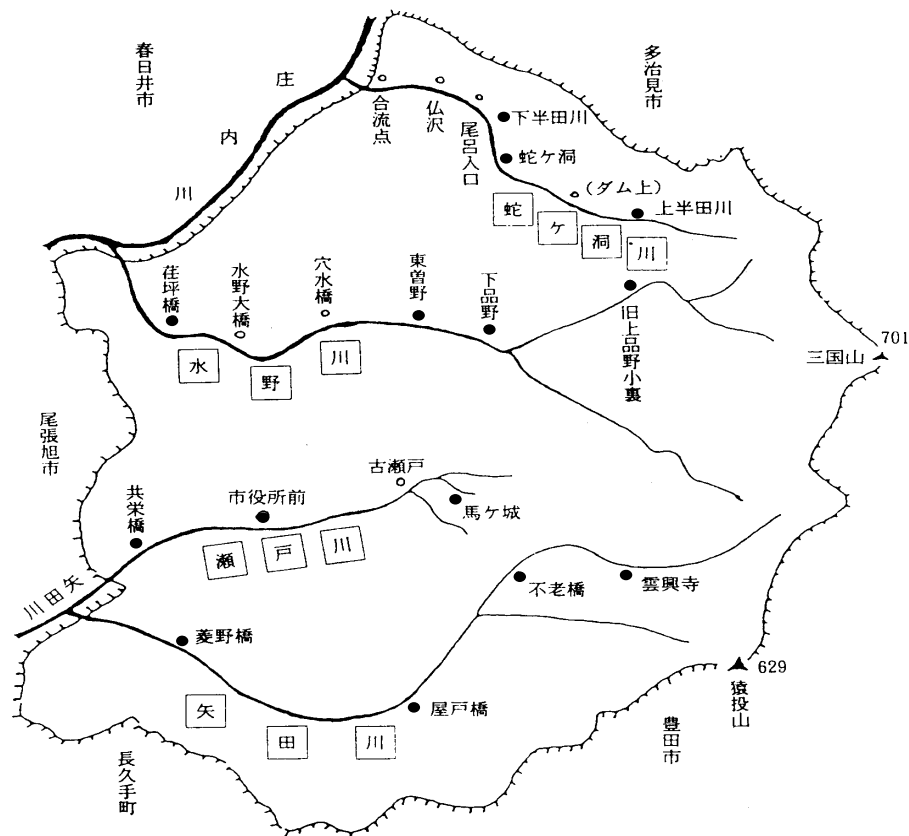 春日井市
多治見市
庄内川
合流点
仏沢
尾呂入口
下半田川
蛇ケ洞
(ダム上)
上半田川
蛇ケ洞川
荏坪橋
水野大橋
穴水橋
東曽野
下品野
旧上品野小裏
水野川
701
三国山
尾張旭市
古瀬戸
市役所前
馬ケ城
共栄橋
瀬戸川
川田矢
不老橋
雲興寺
菱野橋
629
猿投山
屋戸橋
矢田川
豊田市
長久手町